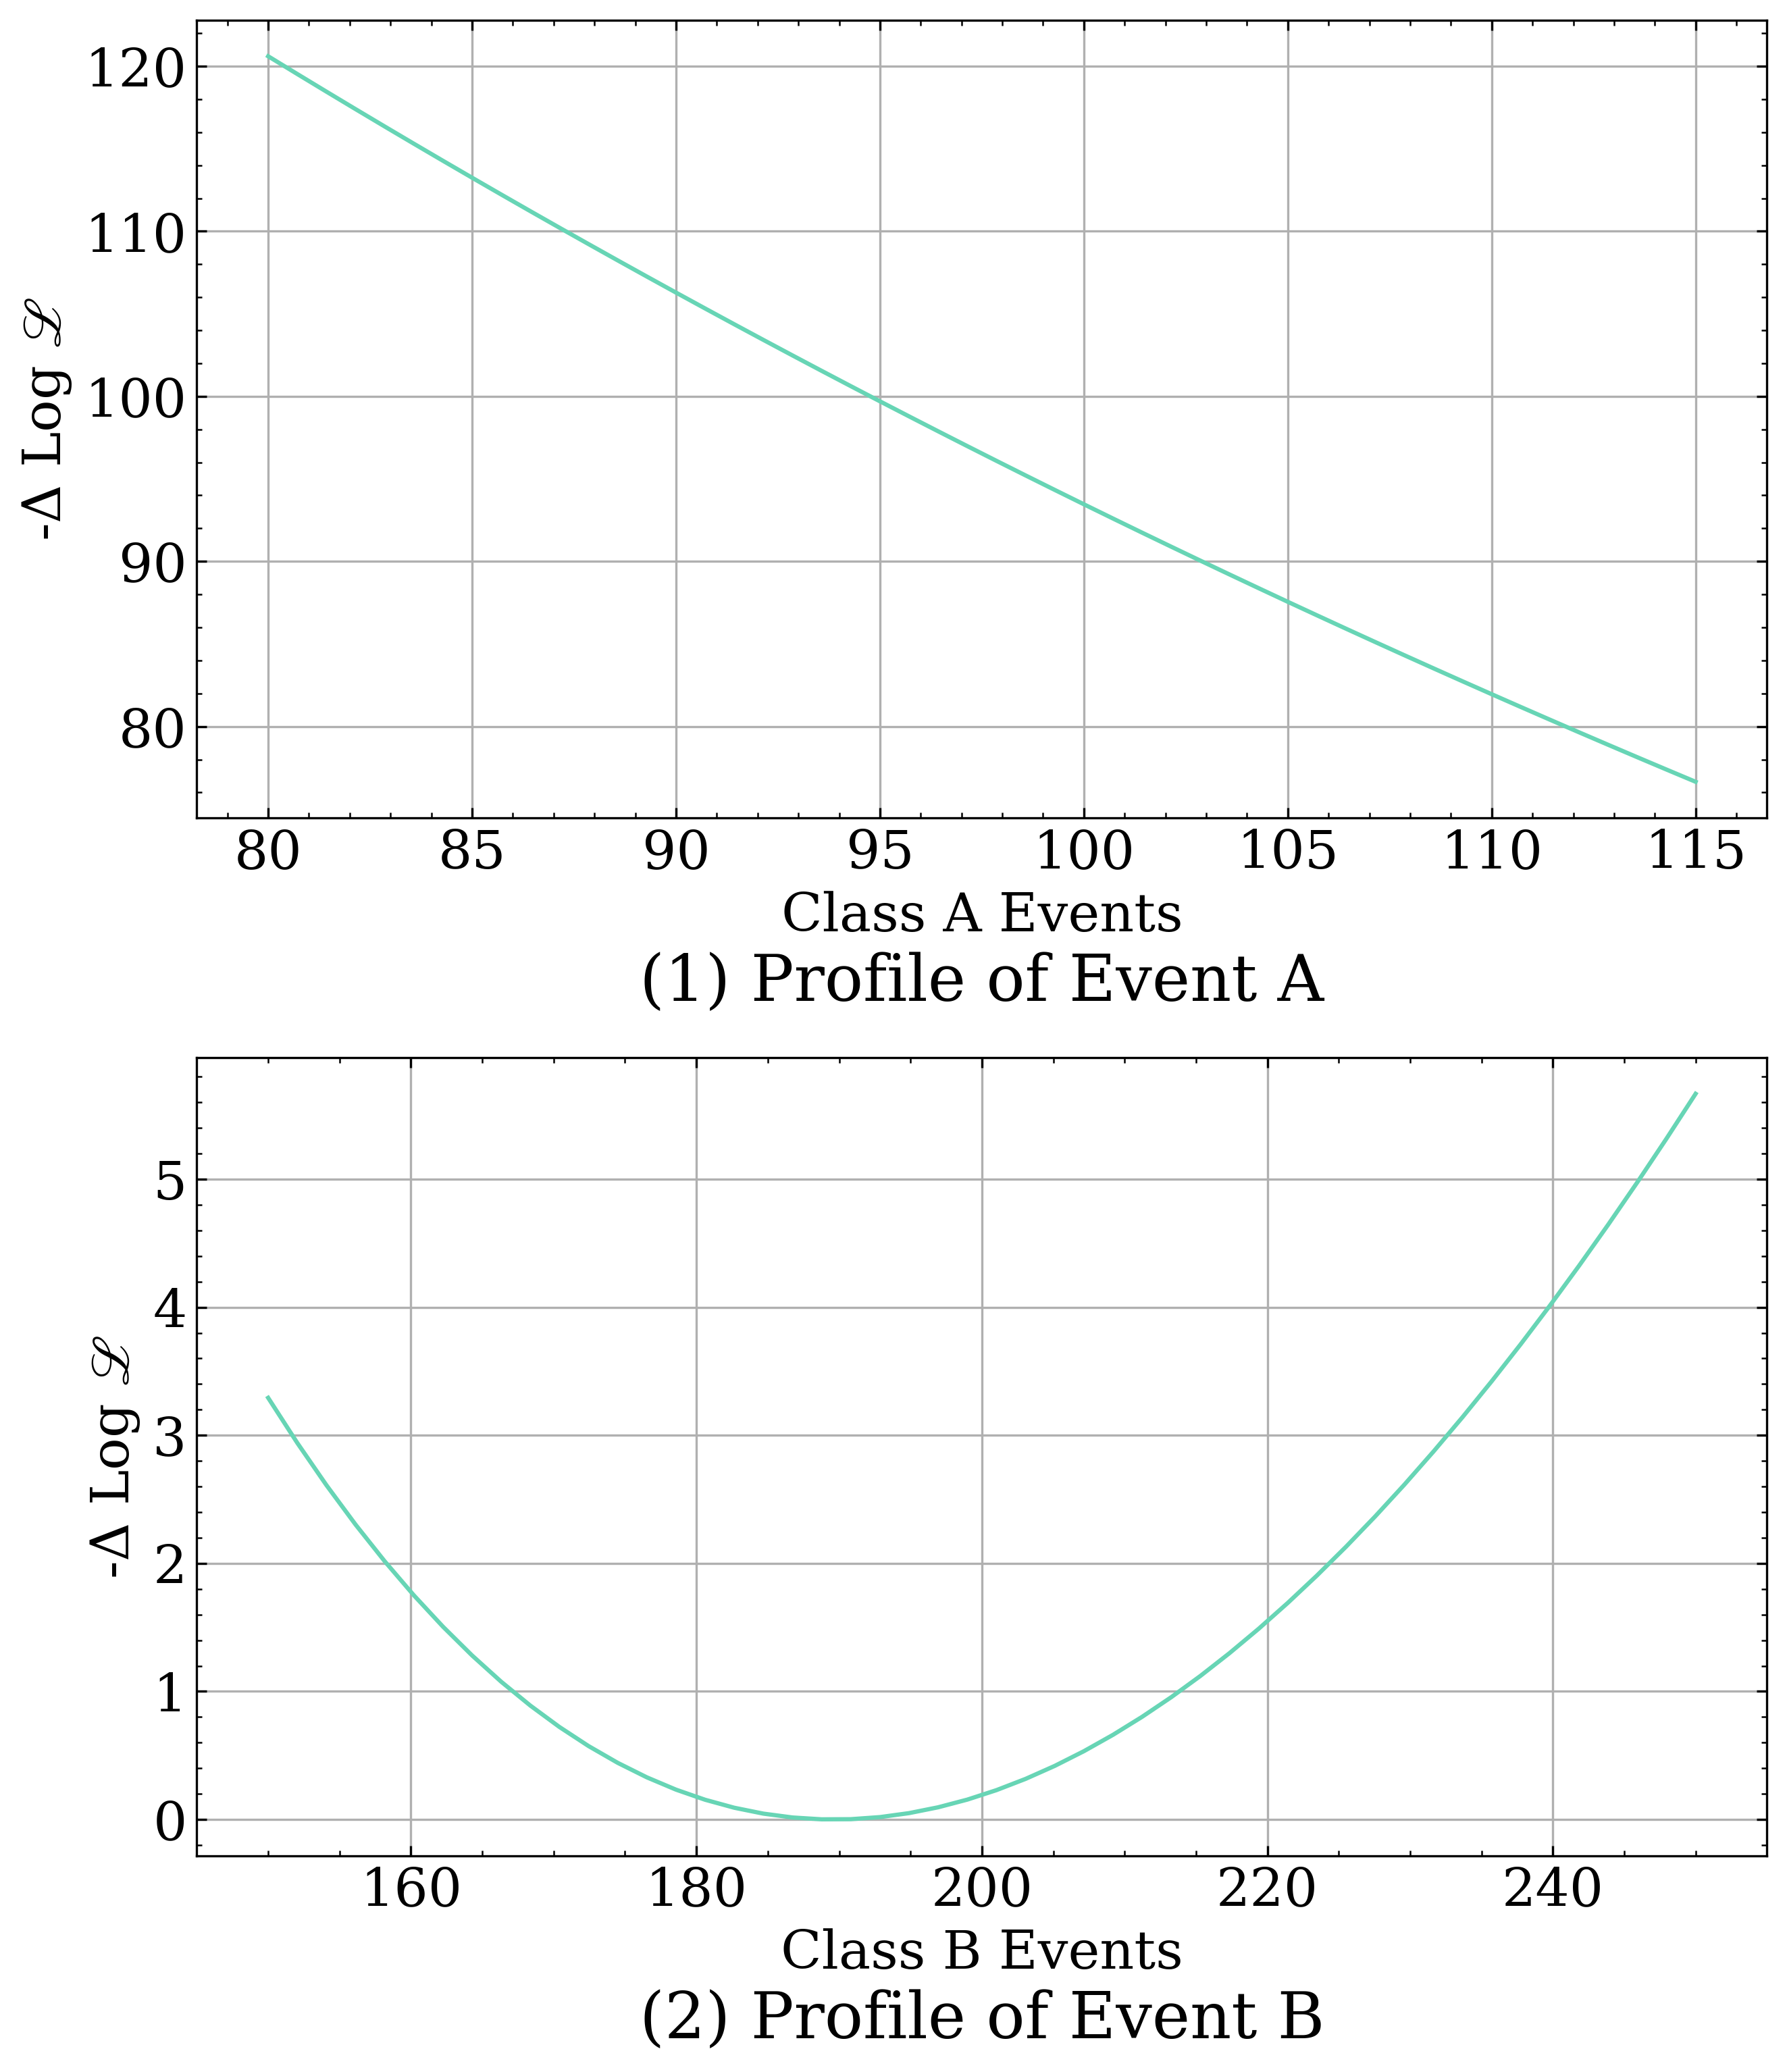 -Δ Log ℒ
120
110
100
90
80
80 85 90 95 100 105 110 115
Class A Events
(1) Profile of Event A
-Δ Log ℒ
5
4
3
2
1
0
160 180 200 220 240
Class B Events
(2) Profile of Event B